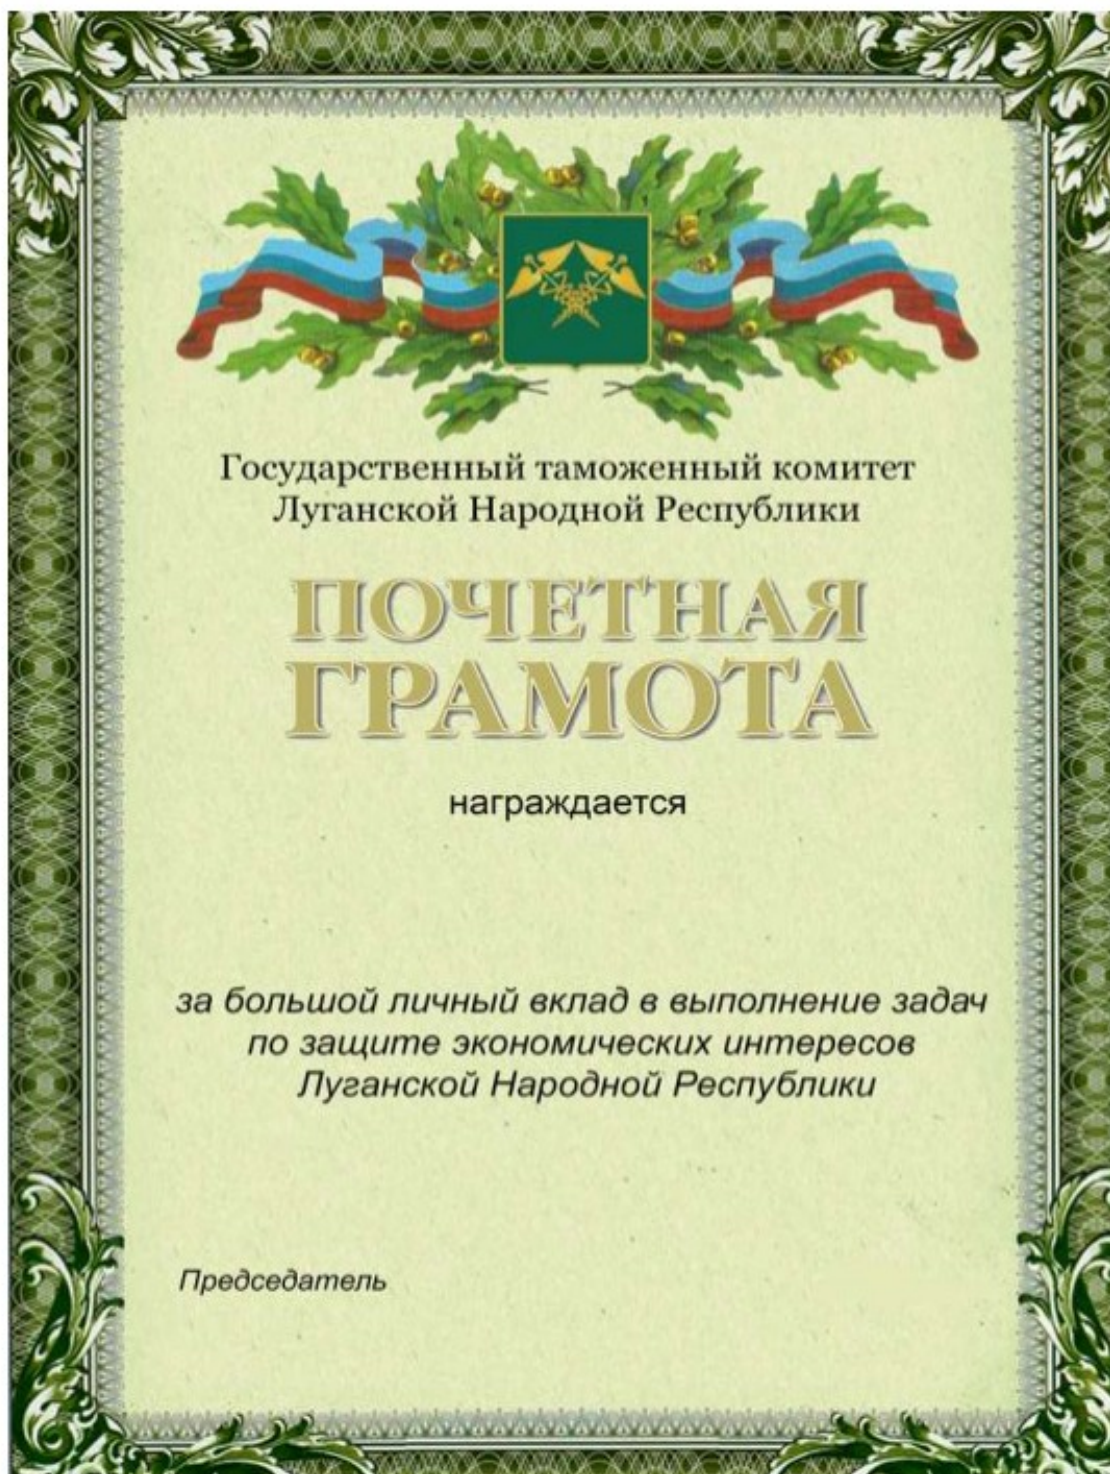 Государственный таможенный комитет
Луганской Народной Республики
ПОЧЕТНАЯ
ГРАМОТА
награждается
за большой личный вклад в выполнение задач
по защите экономических интересов
Луганской Народной Республики
Председатель